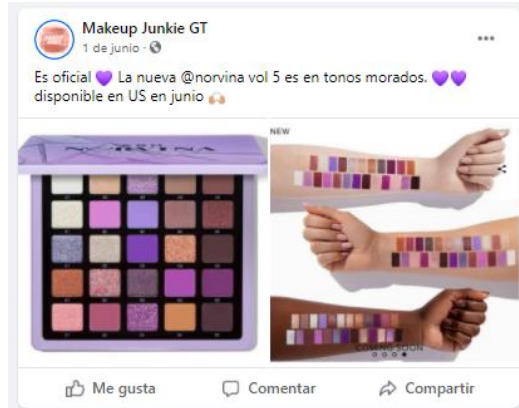 Makeup Junkie GT
1 de junio ·
Es oficial 💜 La nueva @norvina vol 5 es en tonos morados. 💜💜
disponible en US en junio 🙌🏻
NORVINA
NEW
COMING SOON
Me gusta
Comentar
Compartir